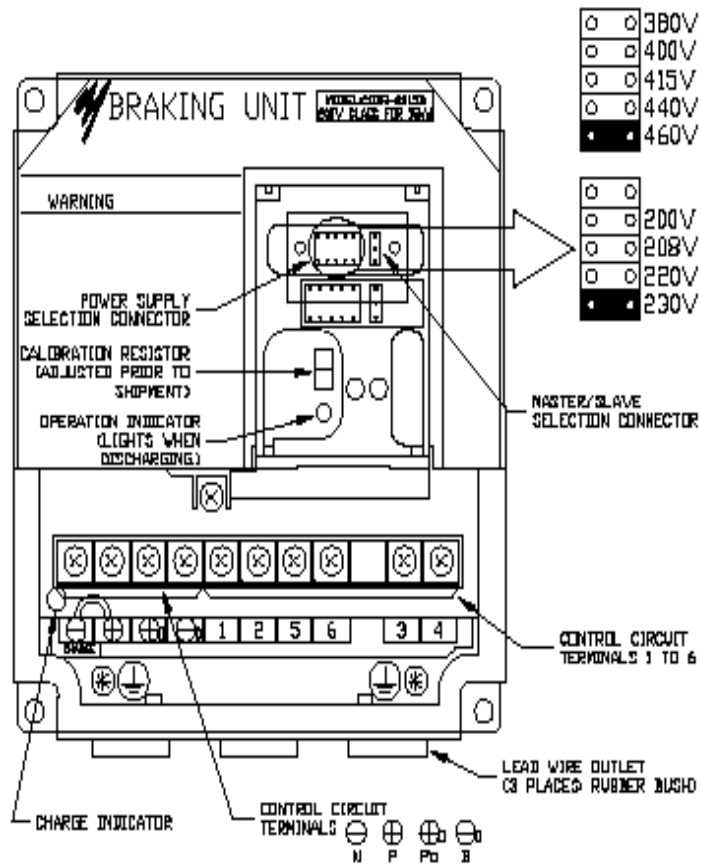 380V
400V
415V
440V
460V
BRAKING UNIT
WARNING
200V
208V
220V
230V
POWER SUPPLY
SELECTION CONNECTOR
CALIBRATION RESISTOR
(ADJUSTED PRIOR TO
SHIPMENT)
OPERATION INDICATOR
(LIGHTS WHEN
DISCHARGING.)
MASTER/SLAVE
SELECTION CONNECTOR
1 2 5 6 3 4
CONTROL CIRCUIT
TERMINALS 1 TO 6
LEAD WIRE OUTLET
(3 PLACES RUBBER BUSH)
CHARGE INDICATOR
CONTROL CIRCUIT
TERMINALS
N P P0 B